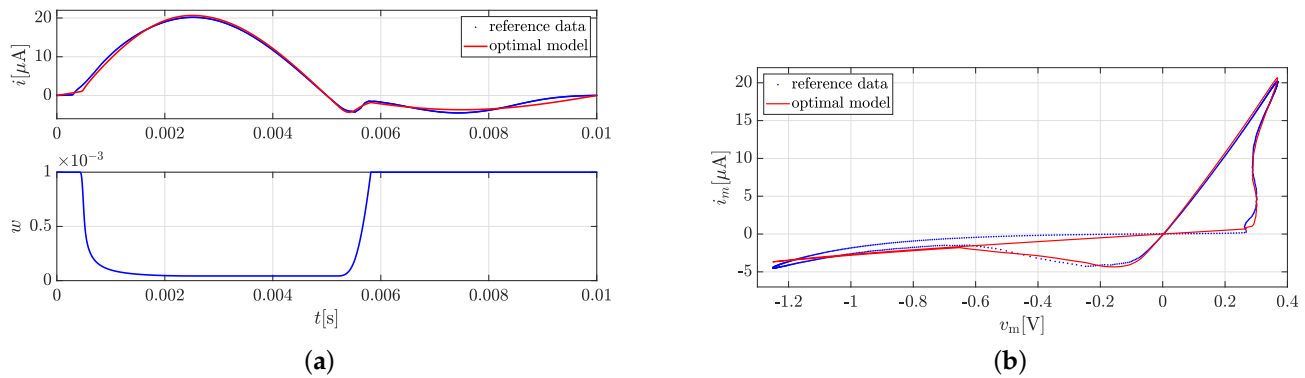 20
10
0
i[μA]
reference data
optimal model
0 0.002 0.004 0.006 0.008 0.01
×10⁻³
1
0.5
0
w
0 0.002 0.004 0.006 0.008 0.01
t[s]
(a)
20
15
10
5
0
-5
i_m[μA]
reference data
optimal model
-1.2 -1 -0.8 -0.6 -0.4 -0.2 0 0.2 0.4
v_m[V]
(b)